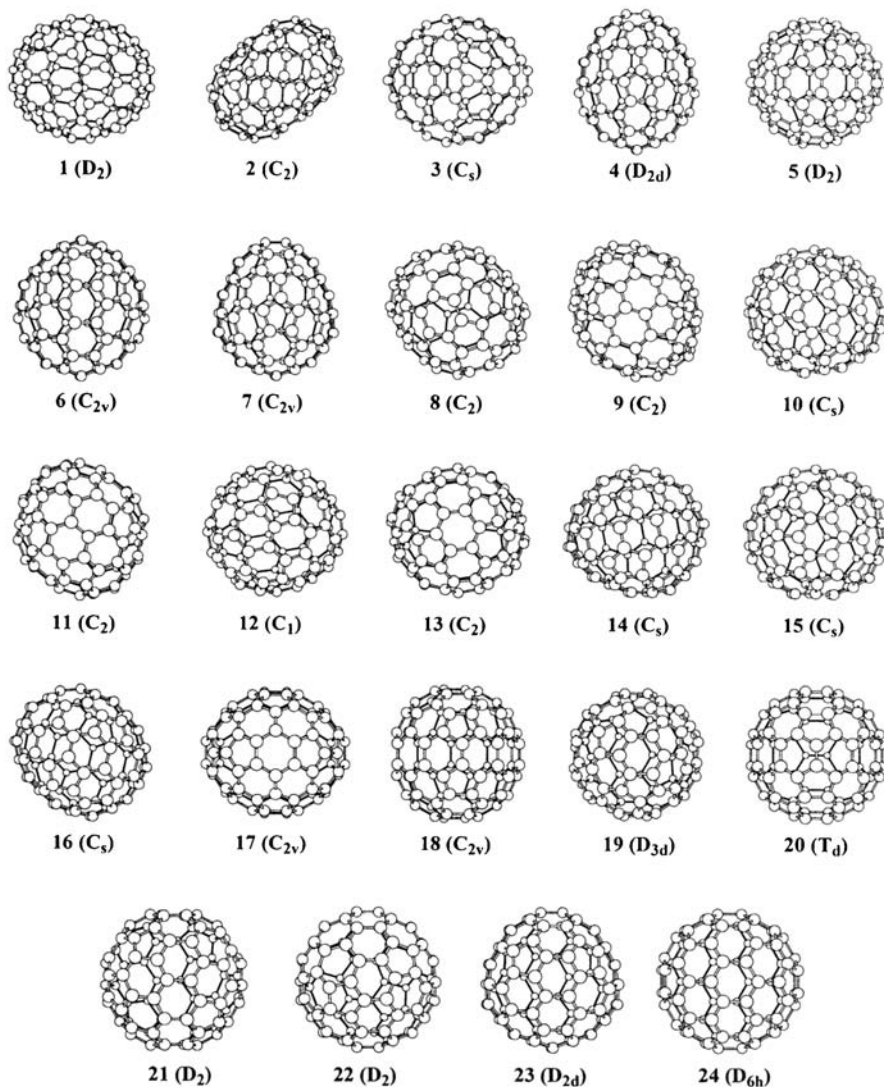 1 (D2) 2 (C2) 3 (Cs) 4 (D2d) 5 (D2)
6 (C2v) 7 (C2v) 8 (C2) 9 (C2) 10 (Cs)
11 (C2) 12 (C1) 13 (C2) 14 (Cs) 15 (Cs)
16 (Cs) 17 (C2v) 18 (C2v) 19 (D3d) 20 (Td)
21 (D2) 22 (D2) 23 (D2d) 24 (D6h)